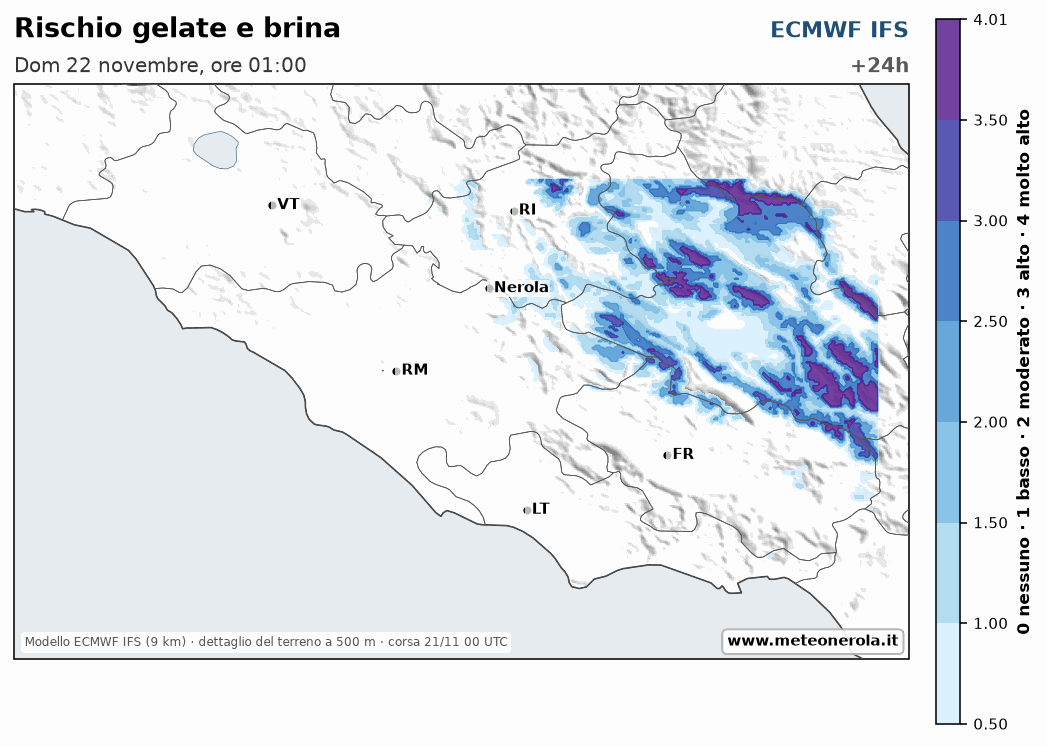 Rischio gelate e brina
ECMWF IFS
Dom 22 novembre, ore 01:00
+24h
VT
RI
Nerola
RM
FR
LT
Modello ECMWF IFS (9 km) · dettaglio del terreno a 500 m · corsa 21/11 00 UTC
www.meteonerola.it
4.01
3.50
3.00
2.50
2.00
1.50
1.00
0.50
0 nessuno · 1 basso · 2 moderato · 3 alto · 4 molto alto